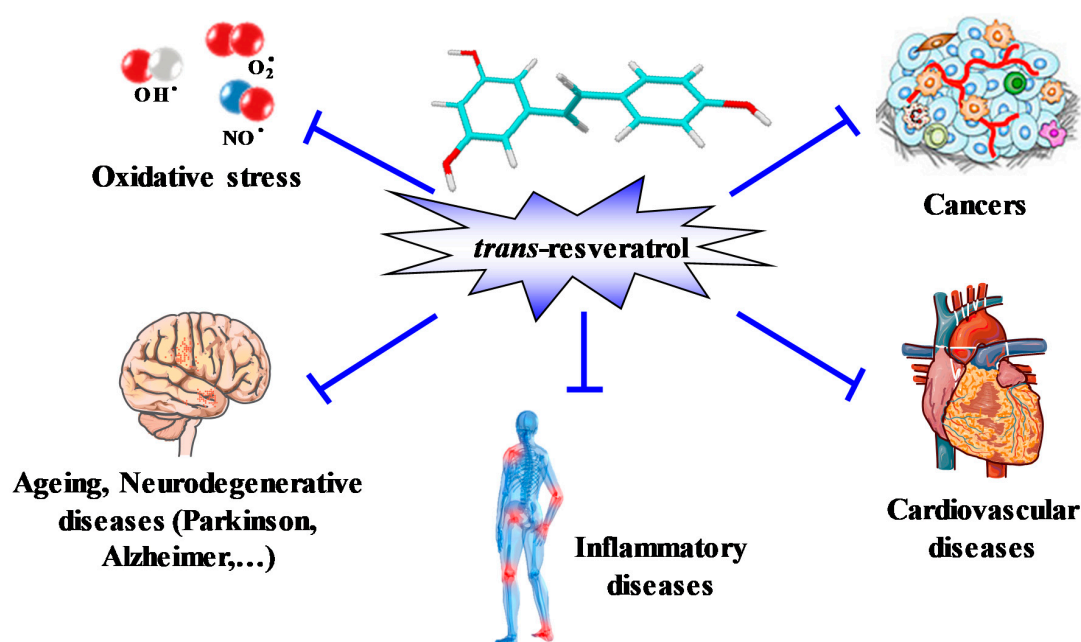 O₂•
OH•
NO•
Oxidative stress
Cancers
trans-resveratrol
Ageing, Neurodegenerative
diseases (Parkinson,
Alzheimer,...)
Inflammatory
diseases
Cardiovascular
diseases